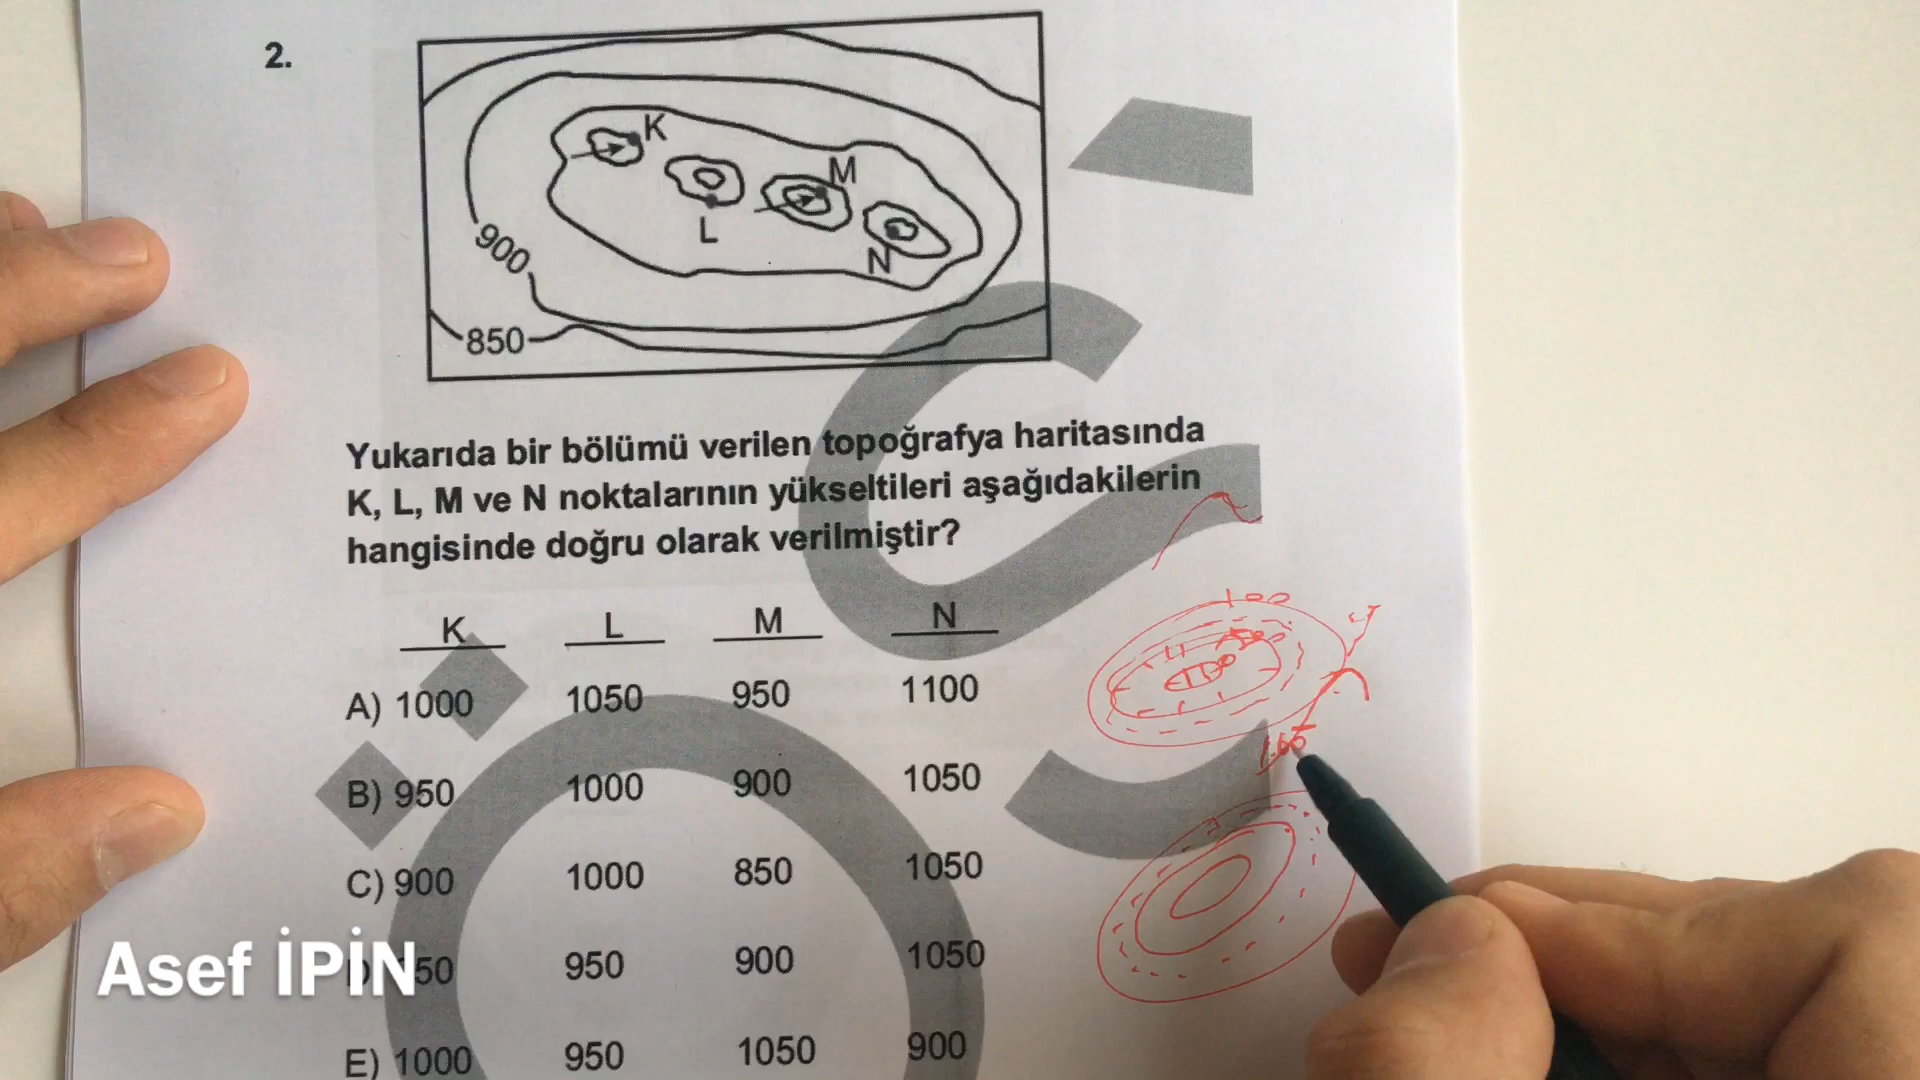 2.
K
M
L
N
900
850
Yukarıda bir bölümü verilen topoğrafya haritasında
K, L, M ve N noktalarının yükseltileri aşağıdakilerin
hangisinde doğru olarak verilmiştir?
K L M N
A) 1000 1050 950 1100
B) 950 1000 900 1050
C) 900 1000 850 1050
50 950 900 1050
E) 1000 950 1050 900
100
Asef İPİN